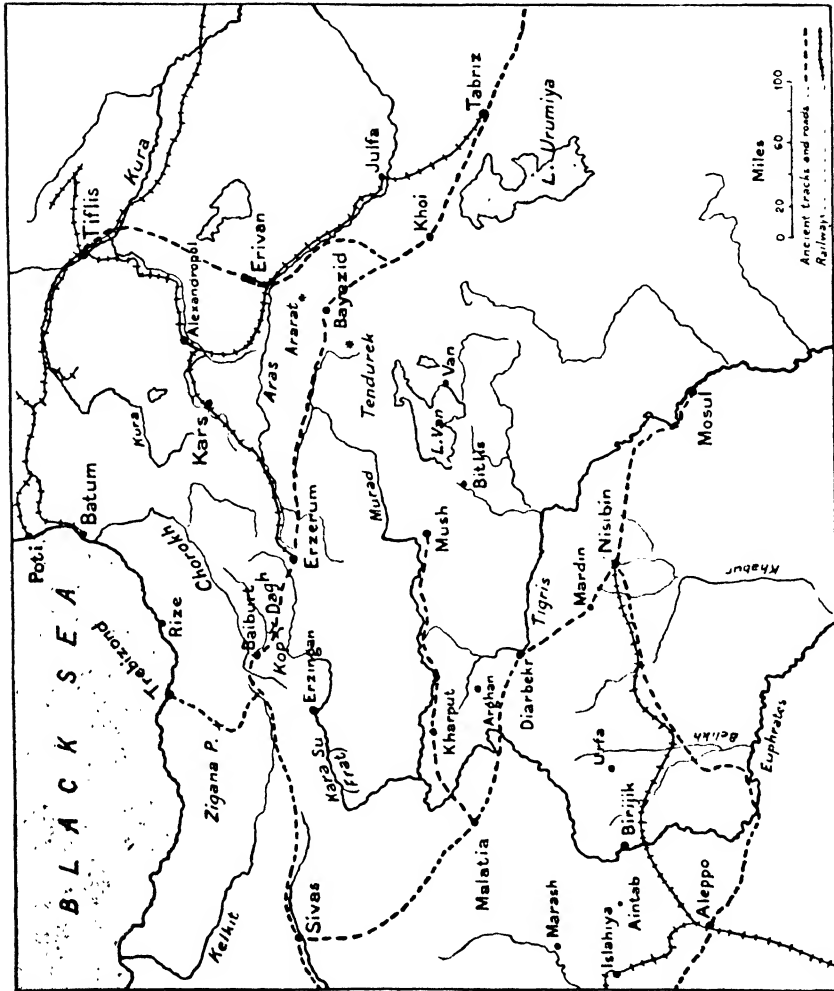 BLACK SEA
Poti
Batum
Rize
Trebizond
Chorokh
Tiflis
Kura
Kura
Alexandropol
Kars
Erivan
Aras
Ararat
Julfa
Tabriz
L. Urumiya
Khoi
Bayezid
Tendurek
Zigana P.
Baiburt
Kop Dagh
Erzerum
Erzingan
Kara Su
(Frat)
Kelkit
Sivas
Murad
Mush
L. Van
Van
Bitlis
Kharput
Arghan
Malatia
Diarbekr
Tigris
Mardin
Nisibin
Mosul
Khabur
Belikh
Euphrates
Urfa
Birijik
Marash
Aintab
Islahiya
Aleppo
Miles
0 20 60 100
Ancient tracks and roads
Railways